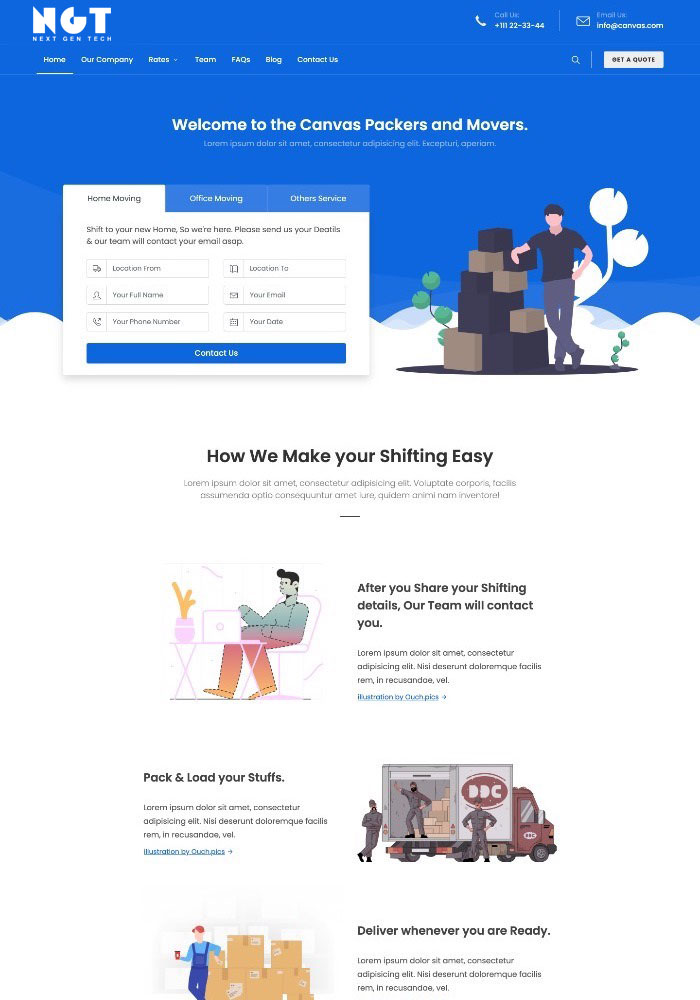 NGT
NEXT GEN TECH
Call Us:
+111 22-33-44
Email Us:
info@canvas.com
Home
Our Company
Rates
Team
FAQs
Blog
Contact Us
GET A QUOTE
Welcome to the Canvas Packers and Movers.
Lorem ipsum dolor sit amet, consectetur adipisicing elit. Excepturi, aperiam.
Home Moving
Office Moving
Others Service
Shift to your new Home, So we're here. Please send us your Deatils
& our team will contact your email asap.
Location From
Location To
Your Full Name
Your Email
Your Phone Number
Your Date
Contact Us
How We Make your Shifting Easy
Lorem ipsum dolor sit amet, consectetur adipisicing elit. Voluptate corporis, facilis
assumenda optio consequuntur amet iure, quidem animi nam inventore!
After you Share your Shifting
details, Our Team will contact
you.
Lorem ipsum dolor sit amet, consectetur
adipisicing elit. Nisi deserunt doloremque facilis
rem, in recusandae, vel.
Illustration by Ouch.pics →
Pack & Load your Stuffs.
Lorem ipsum dolor sit amet, consectetur
adipisicing elit. Nisi deserunt doloremque facilis
rem, in recusandae, vel.
Illustration by Ouch.pics →
DDC
Deliver whenever you are Ready.
Lorem ipsum dolor sit amet, consectetur
adipisicing elit. Nisi deserunt doloremque facilis
rem, in recusandae, vel.